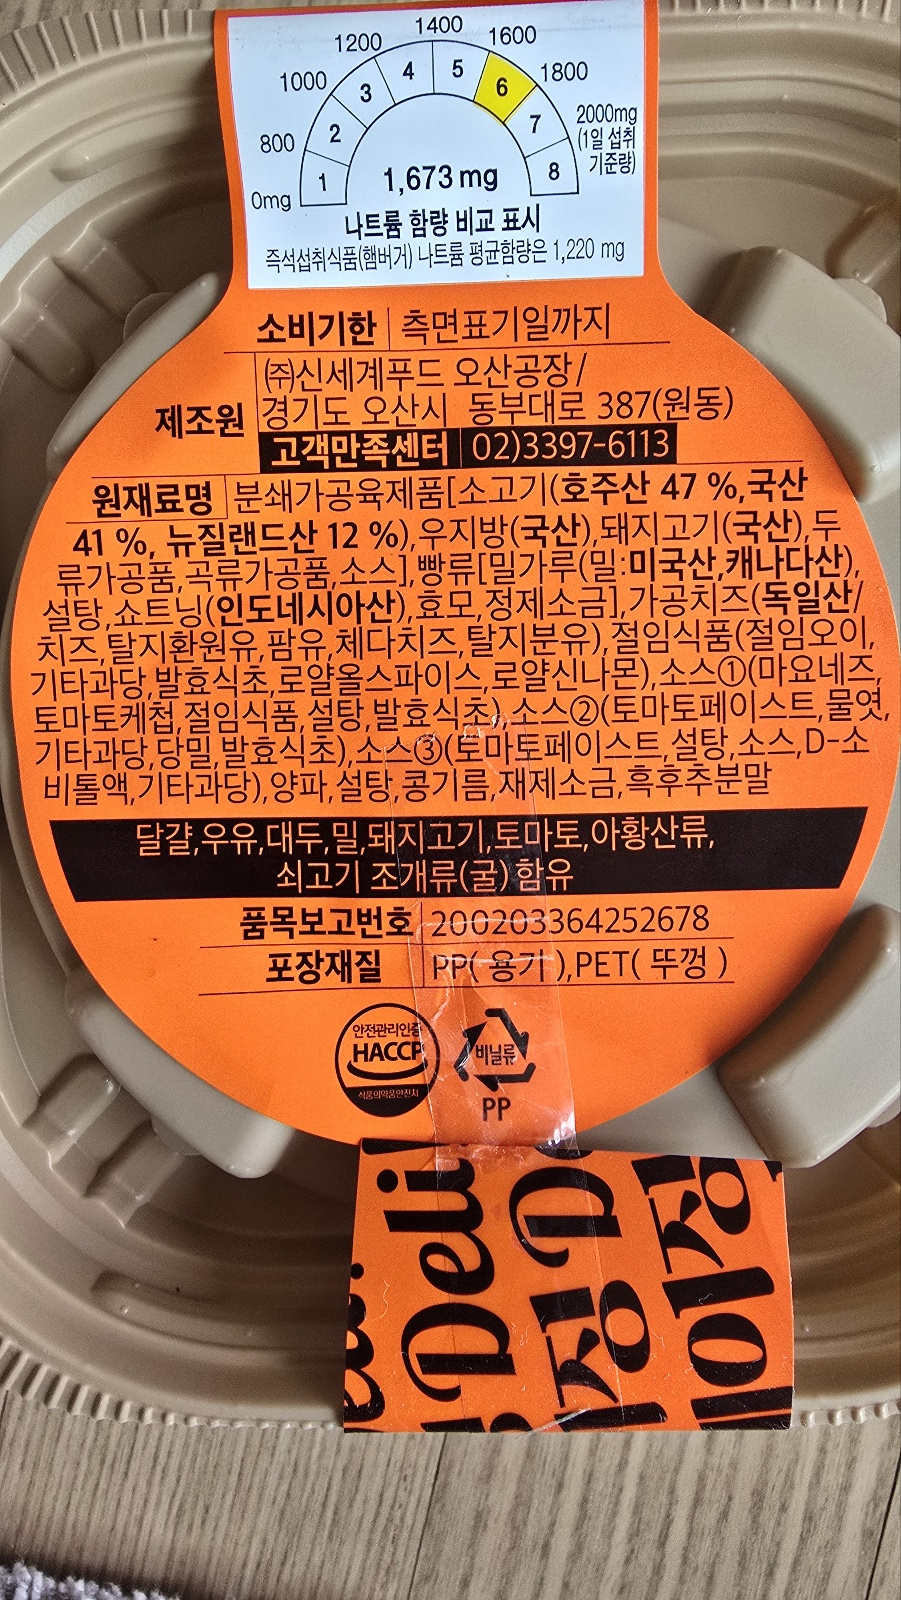 1400
1200 1600
1000 1800
800 2000mg
(1일 섭취
기준량)
0mg
1 2 3 4 5 6 7 8
1,673 mg
나트륨 함량 비교 표시
즉석섭취식품(햄버거) 나트륨 평균함량은 1,220 mg
소비기한 측면표기일까지
제조원 ㈜신세계푸드 오산공장/
경기도 오산시 동부대로 387(원동)
고객만족센터 02)3397-6113
원재료명 분쇄가공육제품[소고기(호주산 47 %,국산
41 %, 뉴질랜드산 12 %),우지방(국산),돼지고기(국산),두
류가공품,곡류가공품,소스],빵류[밀가루(밀:미국산,캐나다산),
설탕,쇼트닝(인도네시아산),효모,정제소금],가공치즈(독일산/
치즈,탈지환원유,팜유,체다치즈,탈지분유),절임식품(절임오이,
기타과당,발효식초,로얄올스파이스,로얄신나몬),소스①(마요네즈,
토마토케첩,절임식품,설탕,발효식초),소스②(토마토페이스트,물엿,
기타과당,당밀,발효식초),소스③(토마토페이스트,설탕,소스,D-소
비톨액,기타과당),양파,설탕,콩기름,재제소금,흑후추분말
달걀,우유,대두,밀,돼지고기,토마토,아황산류,
쇠고기 조개류(굴)함유
품목보고번호 200203364252678
포장재질 PP( 용기 ),PET( 뚜껑 )
안전관리인증
HACCP
식품의약품안전처
비닐류
PP
Deli